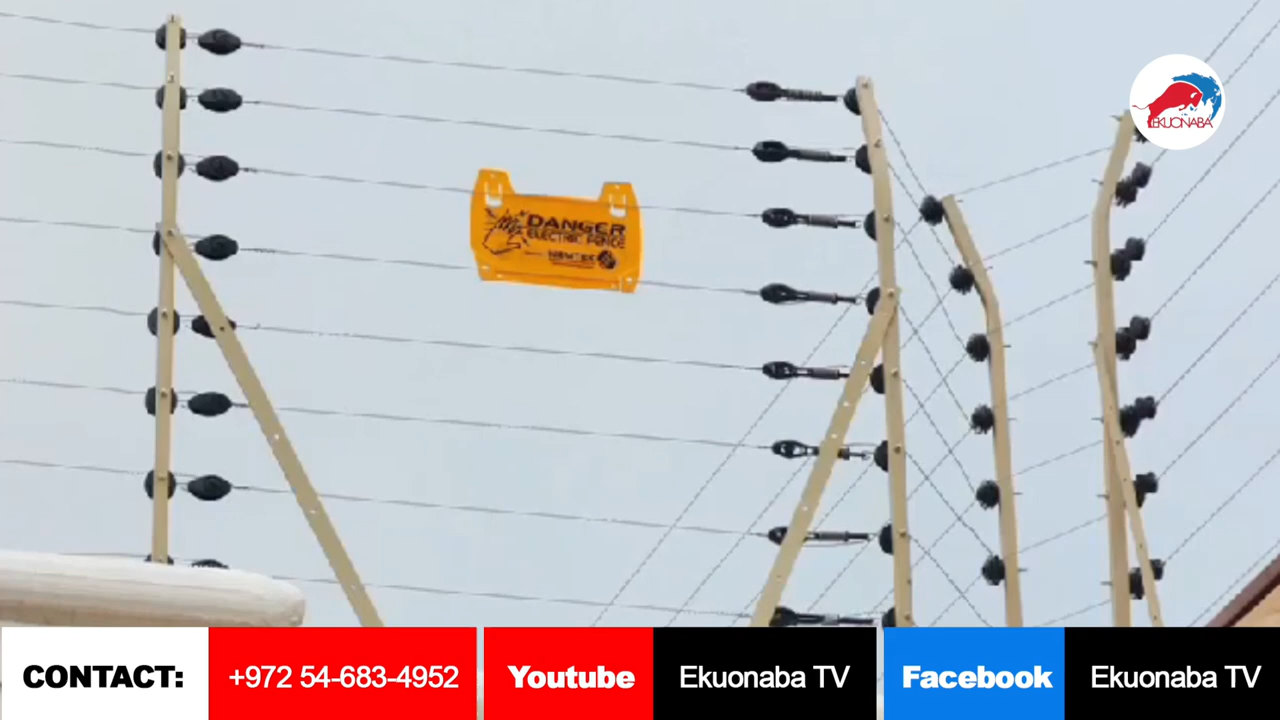 EKUONABA
DANGER
ELECTRIC FENCE
CONTACT: +972 54-683-4952 Youtube Ekuonaba TV Facebook Ekuonaba TV